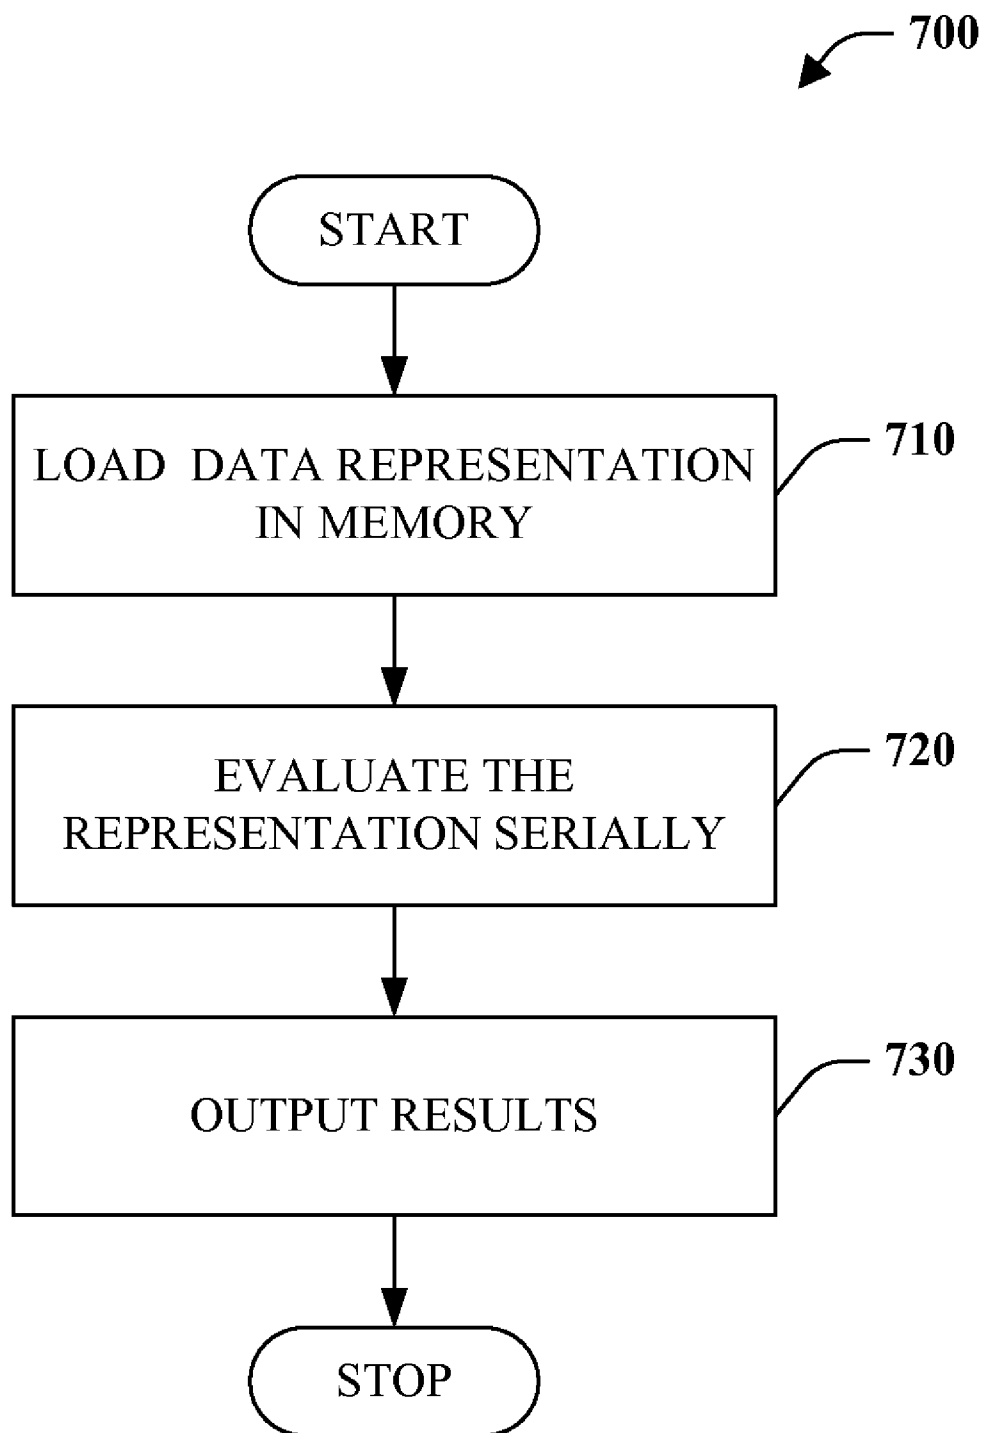 700
START
LOAD DATA REPRESENTATION
IN MEMORY
710
EVALUATE THE
REPRESENTATION SERIALLY
720
OUTPUT RESULTS
730
STOP